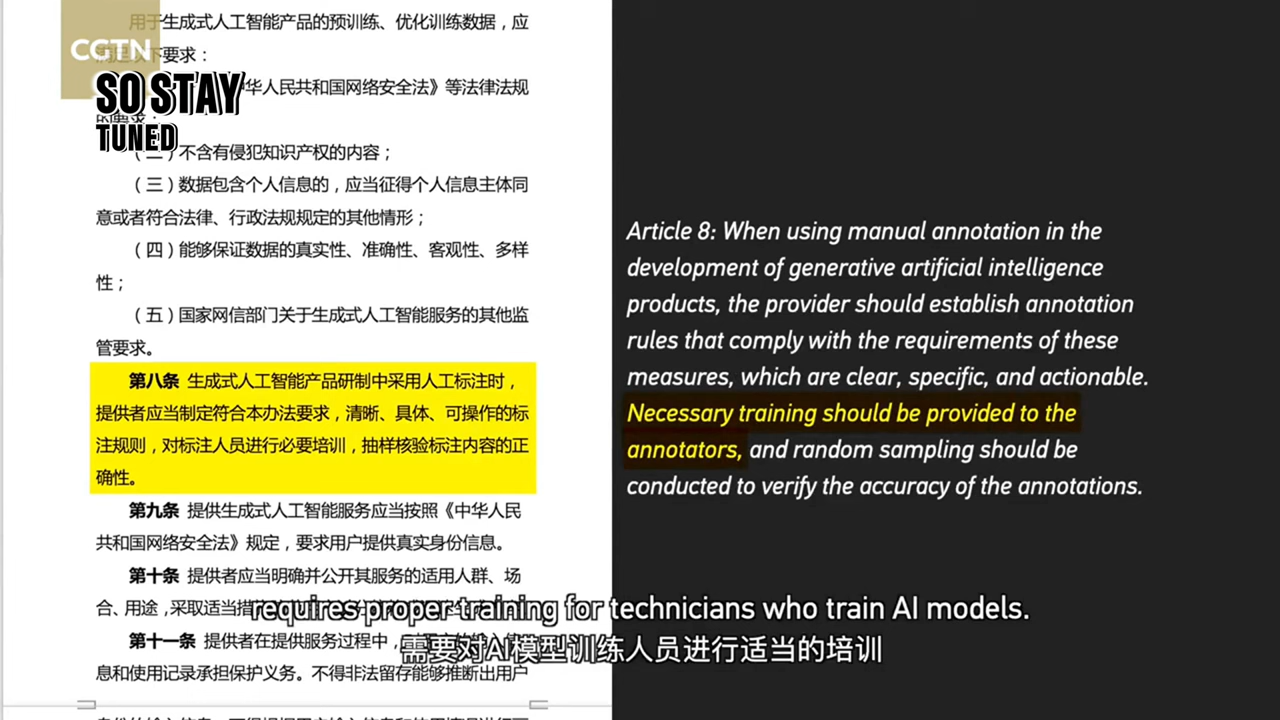 用于生成式人工智能产品的预训练、优化训练数据，应
下要求：
CGTN
SO STAY
TUNED
华人民共和国网络安全法》等法律法规
的要求；
（二）不含有侵犯知识产权的内容；
（三）数据包含个人信息的，应当征得个人信息主体同
意或者符合法律、行政法规规定的其他情形；
（四）能够保证数据的真实性、准确性、客观性、多样
性；
（五）国家网信部门关于生成式人工智能服务的其他监
管要求。
第八条 生成式人工智能产品研制中采用人工标注时，
提供者应当制定符合本办法要求，清晰、具体、可操作的标
注规则，对标注人员进行必要培训，抽样核验标注内容的正
确性。
第九条 提供生成式人工智能服务应当按照《中华人民
共和国网络安全法》规定，要求用户提供真实身份信息。
第十条 提供者应当明确并公开其服务的适用人群、场
合、用途，采取适当措
第十一条 提供者在提供服务过程中，
息和使用记录承担保护义务。不得非法留存能够推断出用户
Article 8: When using manual annotation in the
development of generative artificial intelligence
products, the provider should establish annotation
rules that comply with the requirements of these
measures, which are clear, specific, and actionable.
Necessary training should be provided to the
annotators, and random sampling should be
conducted to verify the accuracy of the annotations.
requires proper training for technicians who train AI models.
需要对AI模型训练人员进行适当的培训